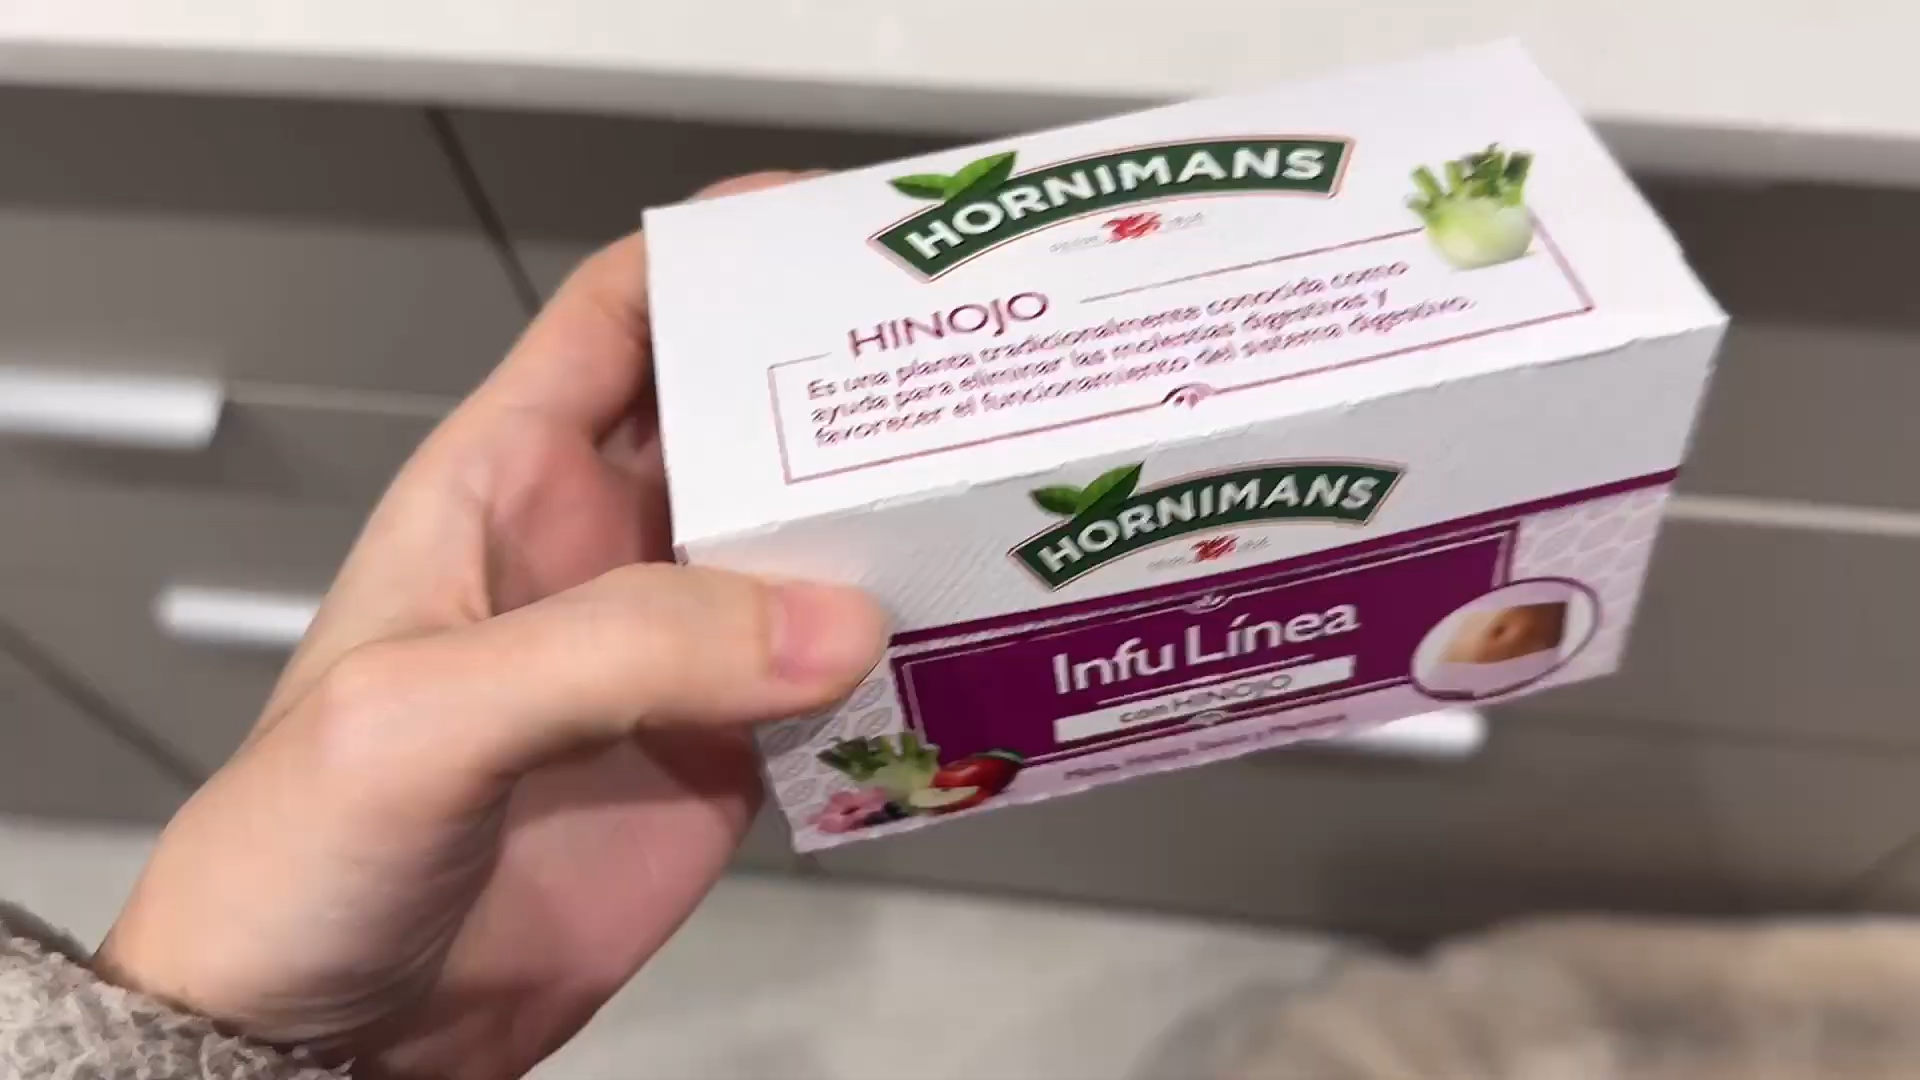 HORNIMANS
HINOJO
Es una planta tradicionalmente conocida como
ayuda para eliminar las molestias digestivas y
favorecer el funcionamiento del sistema digestivo.
HORNIMANS
Infu Línea
con HINOJO